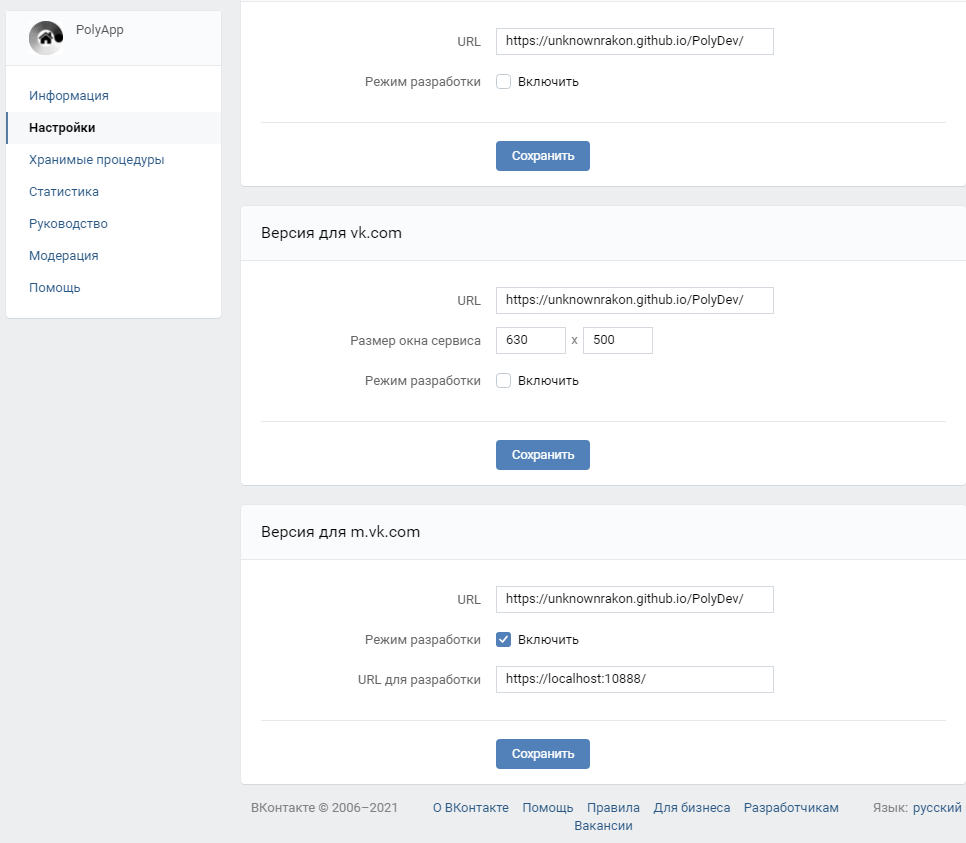 PolyApp
Информация
Настройки
Хранимые процедуры
Статистика
Руководство
Модерация
Помощь
URL https://unknownrakon.github.io/PolyDev/
Режим разработки Включить
Сохранить
Версия для vk.com
URL https://unknownrakon.github.io/PolyDev/
Размер окна сервиса 630 x 500
Режим разработки Включить
Сохранить
Версия для m.vk.com
URL https://unknownrakon.github.io/PolyDev/
Режим разработки Включить
URL для разработки https://localhost:10888/
Сохранить
ВКонтакте © 2006–2021 О ВКонтакте Помощь Правила Для бизнеса Разработчикам Язык: русский
Вакансии